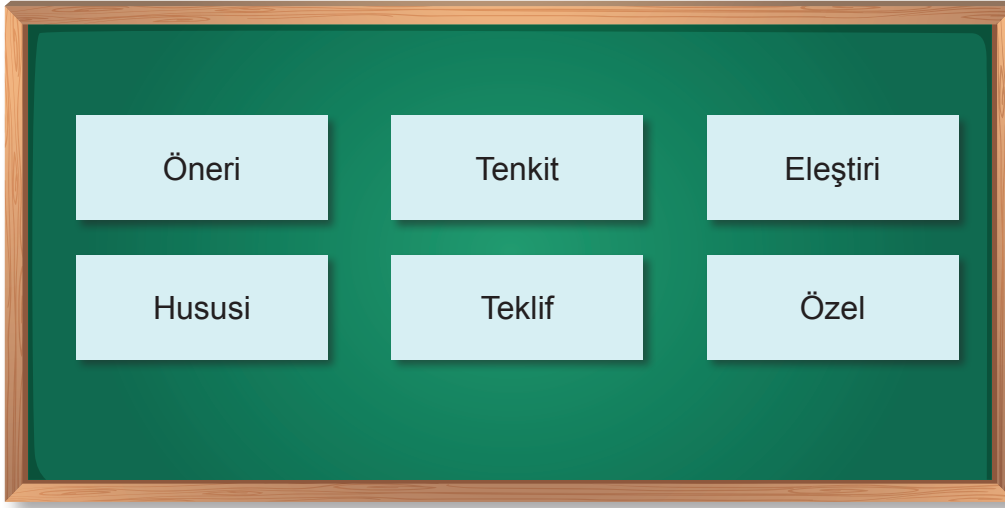 Öneri
Tenkit
Eleştiri
Hususi
Teklif
Özel